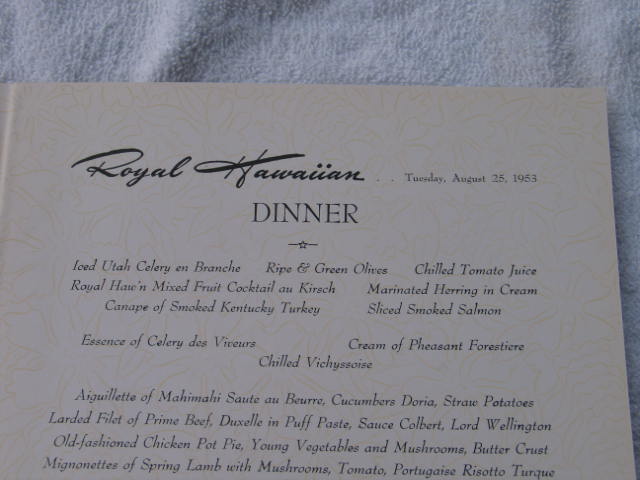 Royal Hawaiian . . Tuesday, August 25, 1953
DINNER
Iced Utah Celery en Branche Ripe & Green Olives Chilled Tomato Juice
Royal Haw'n Mixed Fruit Cocktail au Kirsch Marinated Herring in Cream
Canape of Smoked Kentucky Turkey Sliced Smoked Salmon
Essence of Celery des Viveurs Cream of Pheasant Forestiere
Chilled Vichyssoise
Aiguillette of Mahimahi Saute au Beurre, Cucumbers Doria, Straw Potatoes
Larded Filet of Prime Beef, Duxelle in Puff Paste, Sauce Colbert, Lord Wellington
Old-fashioned Chicken Pot Pie, Young Vegetables and Mushrooms, Butter Crust
Mignonettes of Spring Lamb with Mushrooms, Tomato, Portugaise Risotto Turque